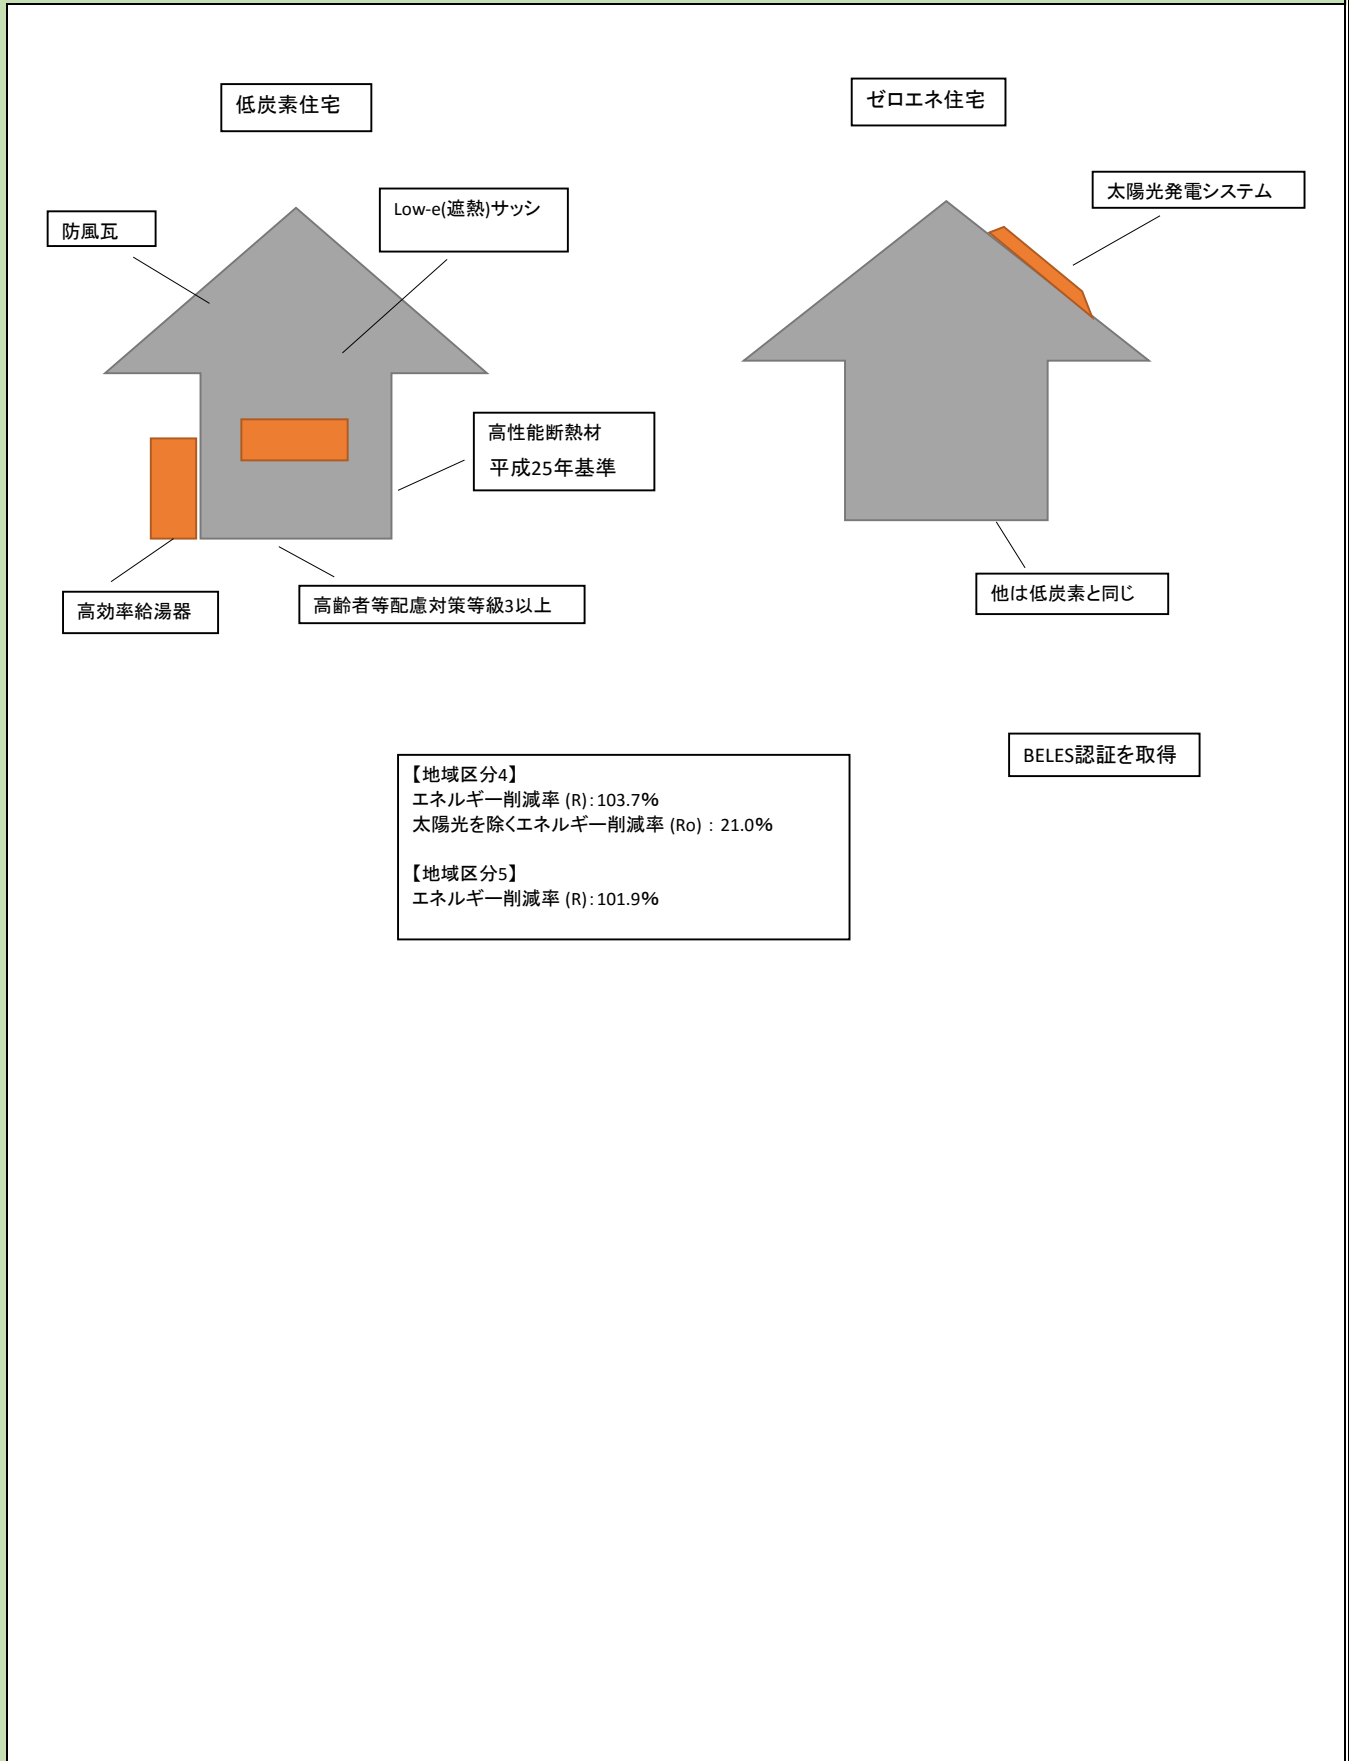 低炭素住宅
ゼロエネ住宅
太陽光発電システム
Low-e(遮熱)サッシ
防風瓦
高性能断熱材
平成25年基準
高効率給湯器
高齢者等配慮対策等級3以上
他は低炭素と同じ
BELES認証を取得
【地域区分4】
エネルギー削減率 (R)：103.7％
太陽光を除くエネルギー削減率 (Ro) ： 21.0％
【地域区分5】
エネルギー削減率 (R)：101.9％